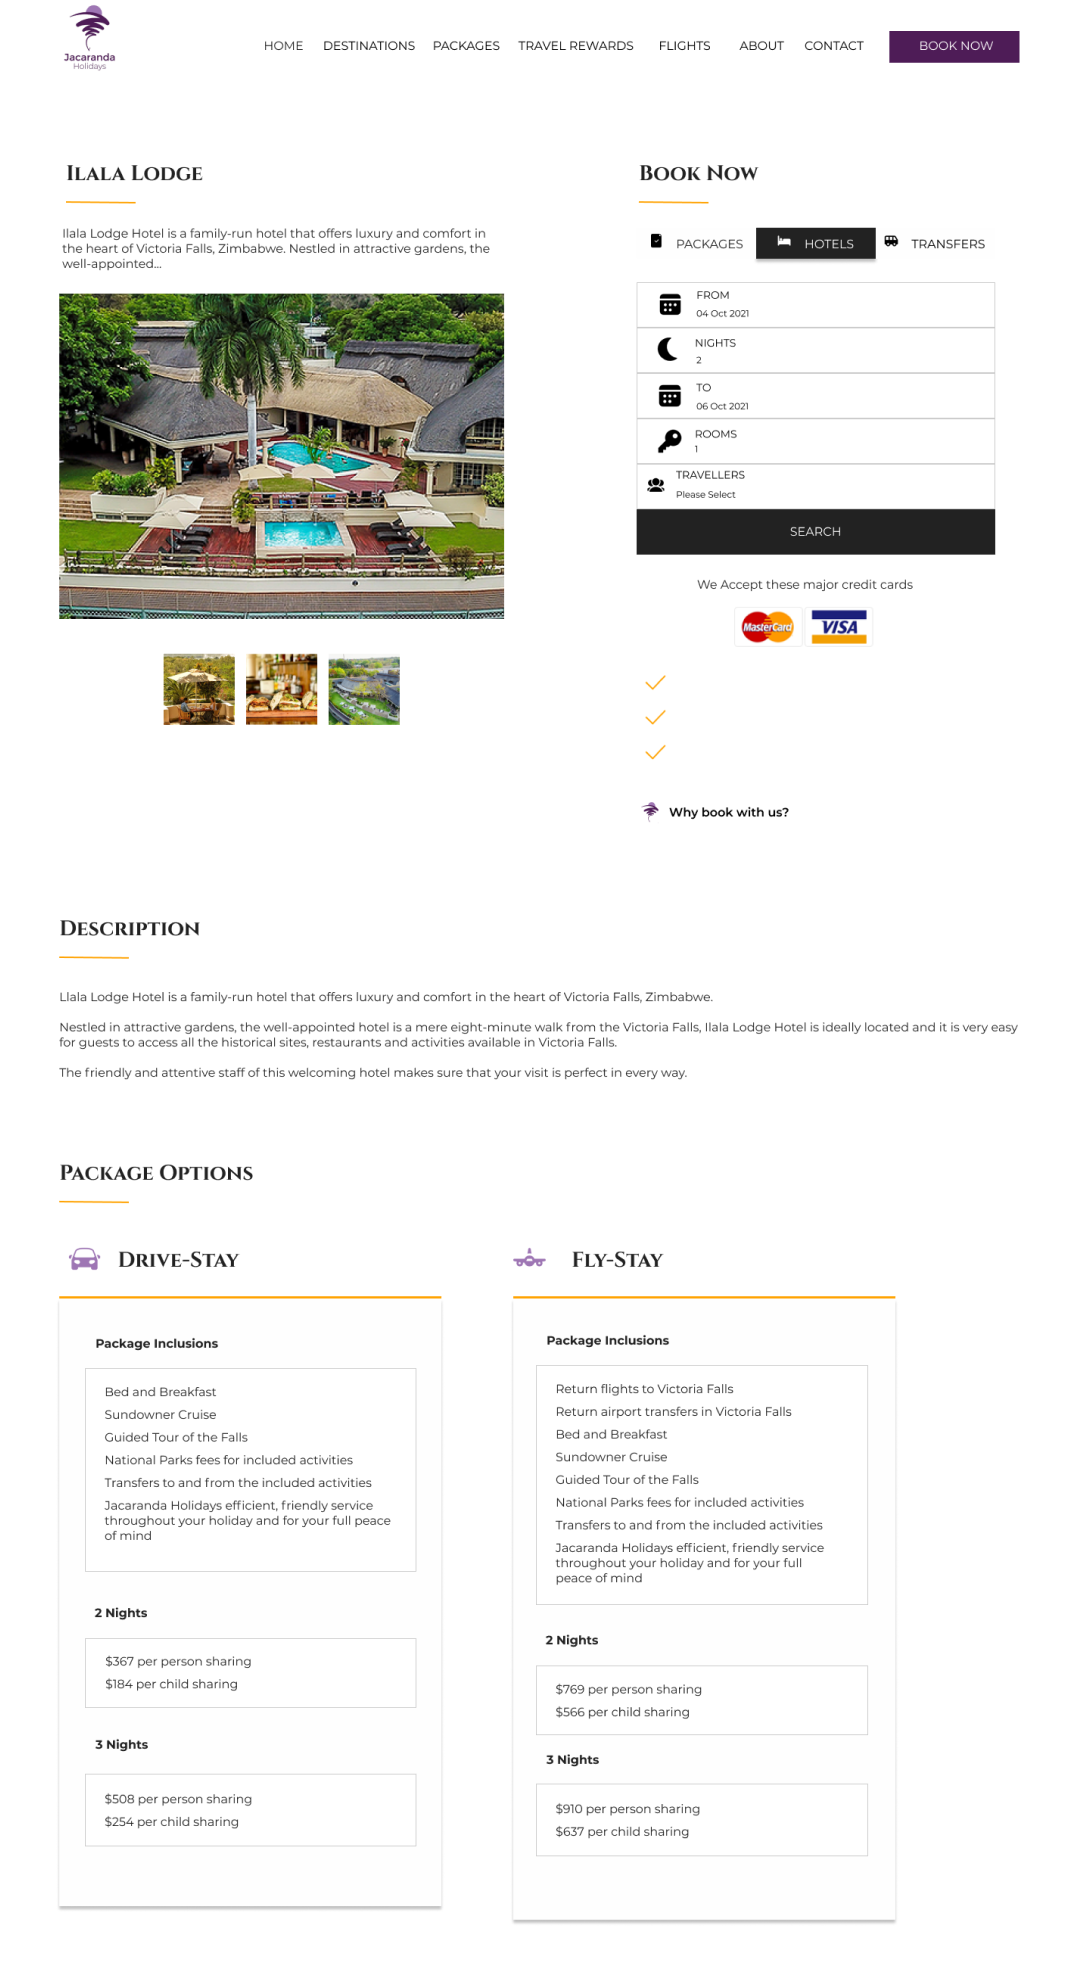 Jacaranda
Holidays
HOME DESTINATIONS PACKAGES TRAVEL REWARDS FLIGHTS ABOUT CONTACT BOOK NOW
Ilala Lodge
Ilala Lodge Hotel is a family-run hotel that offers luxury and comfort in
the heart of Victoria Falls, Zimbabwe. Nestled in attractive gardens, the
well-appointed...
Book Now
PACKAGES HOTELS TRANSFERS
FROM
04 Oct 2021
NIGHTS
2
TO
06 Oct 2021
ROOMS
1
TRAVELLERS
Please Select
SEARCH
We Accept these major credit cards
MasterCard VISA
Why book with us?
Description
Llala Lodge Hotel is a family-run hotel that offers luxury and comfort in the heart of Victoria Falls, Zimbabwe.
Nestled in attractive gardens, the well-appointed hotel is a mere eight-minute walk from the Victoria Falls, Ilala Lodge Hotel is ideally located and it is very easy
for guests to access all the historical sites, restaurants and activities available in Victoria Falls.
The friendly and attentive staff of this welcoming hotel makes sure that your visit is perfect in every way.
Package Options
Drive-Stay
Package Inclusions
Bed and Breakfast
Sundowner Cruise
Guided Tour of the Falls
National Parks fees for included activities
Transfers to and from the included activities
Jacaranda Holidays efficient, friendly service
throughout your holiday and for your full peace
of mind
2 Nights
$367 per person sharing
$184 per child sharing
3 Nights
$508 per person sharing
$254 per child sharing
Fly-Stay
Package Inclusions
Return flights to Victoria Falls
Return airport transfers in Victoria Falls
Bed and Breakfast
Sundowner Cruise
Guided Tour of the Falls
National Parks fees for included activities
Transfers to and from the included activities
Jacaranda Holidays efficient, friendly service
throughout your holiday and for your full
peace of mind
2 Nights
$769 per person sharing
$566 per child sharing
3 Nights
$910 per person sharing
$637 per child sharing